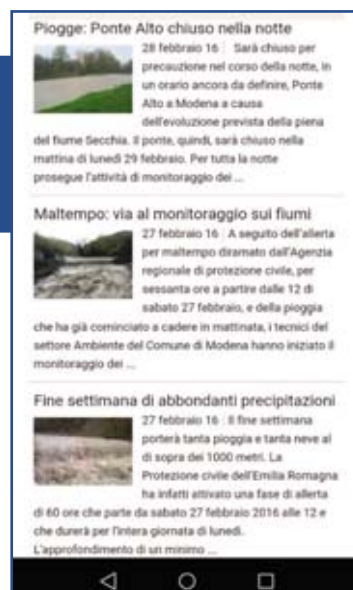 Piogge: Ponte Alto chiuso nella notte
28 febbraio 16 | Sarà chiuso per
precauzione nel corso della notte, in
un orario ancora da definire, Ponte
Alto a Modena a causa
dell'evoluzione prevista della piena
del fiume Secchia. Il ponte, quindi, sarà chiuso nella
mattina di lunedì 29 febbraio. Per tutta la notte
prosegue l'attività di monitoraggio dei ...
Maltempo: via al monitoraggio sui fiumi
27 febbraio 16 | A seguito dell'allerta
per maltempo diramato dall'Agenzia
regionale di protezione civile, per
sessanta ore a partire dalle 12 di
sabato 27 febbraio, e della pioggia
che ha già cominciato a cadere in mattinata, i tecnici del
settore Ambiente del Comune di Modena hanno iniziato il
monitoraggio dei ...
Fine settimana di abbondanti precipitazioni
27 febbraio 16 | Il fine settimana
porterà tanta pioggia e tanta neve al
di sopra dei 1000 metri. La
Protezione civile dell'Emilia Romagna
ha infatti attivato una fase di allerta
di 60 ore che parte da sabato 27 febbraio 2016 alle 12 e
che durerà per l'intera giornata di lunedì.
L'approfondimento di un minimo ...